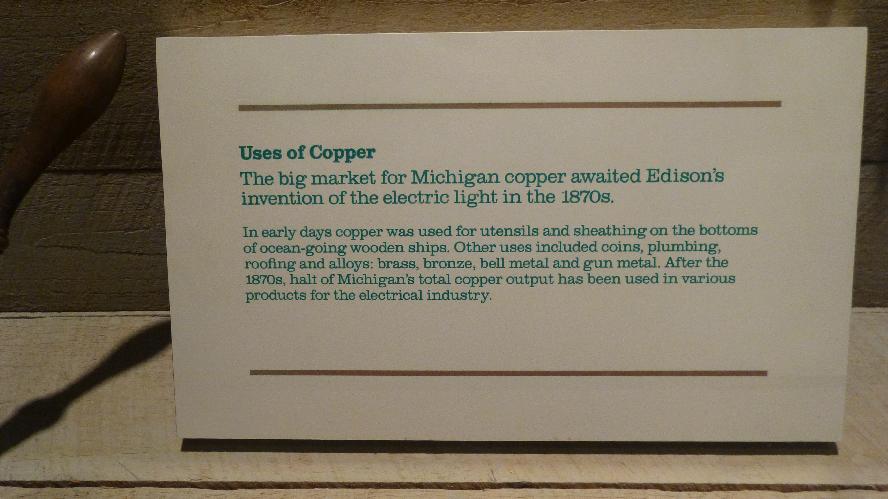 Uses of Copper
The big market for Michigan copper awaited Edison's
invention of the electric light in the 1870s.
In early days copper was used for utensils and sheathing on the bottoms
of ocean-going wooden ships. Other uses included coins, plumbing,
roofing and alloys: brass, bronze, bell metal and gun metal. After the
1870s, half of Michigan's total copper output has been used in various
products for the electrical industry.